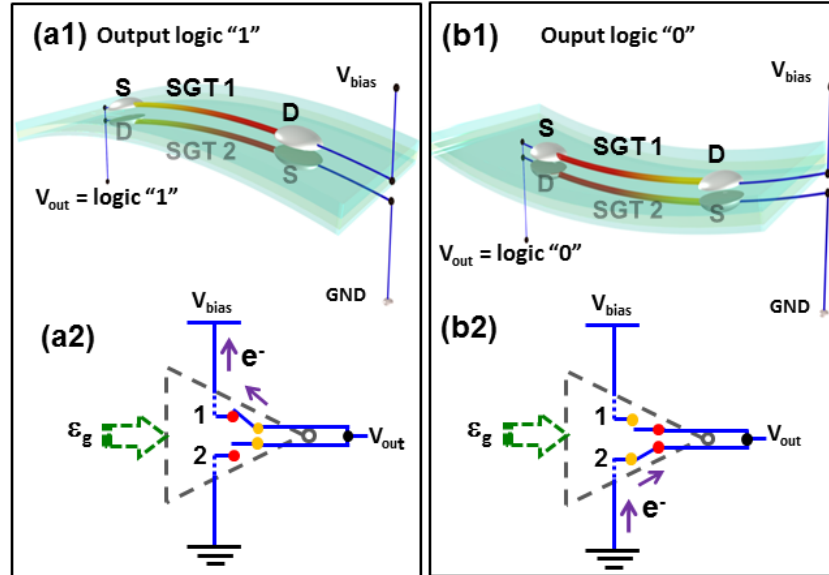 (a1) Output logic “1”
V_bias
S SGT 1 D
D SGT 2 S
V_out = logic “1”
GND
(a2)
V_bias
e-
1
ε_g
V_out
2
(b1) Ouput logic “0”
V_bias
S SGT 1 D
D SGT 2 S
V_out = logic “0”
GND
(b2)
V_bias
1
ε_g
V_out
2
e-